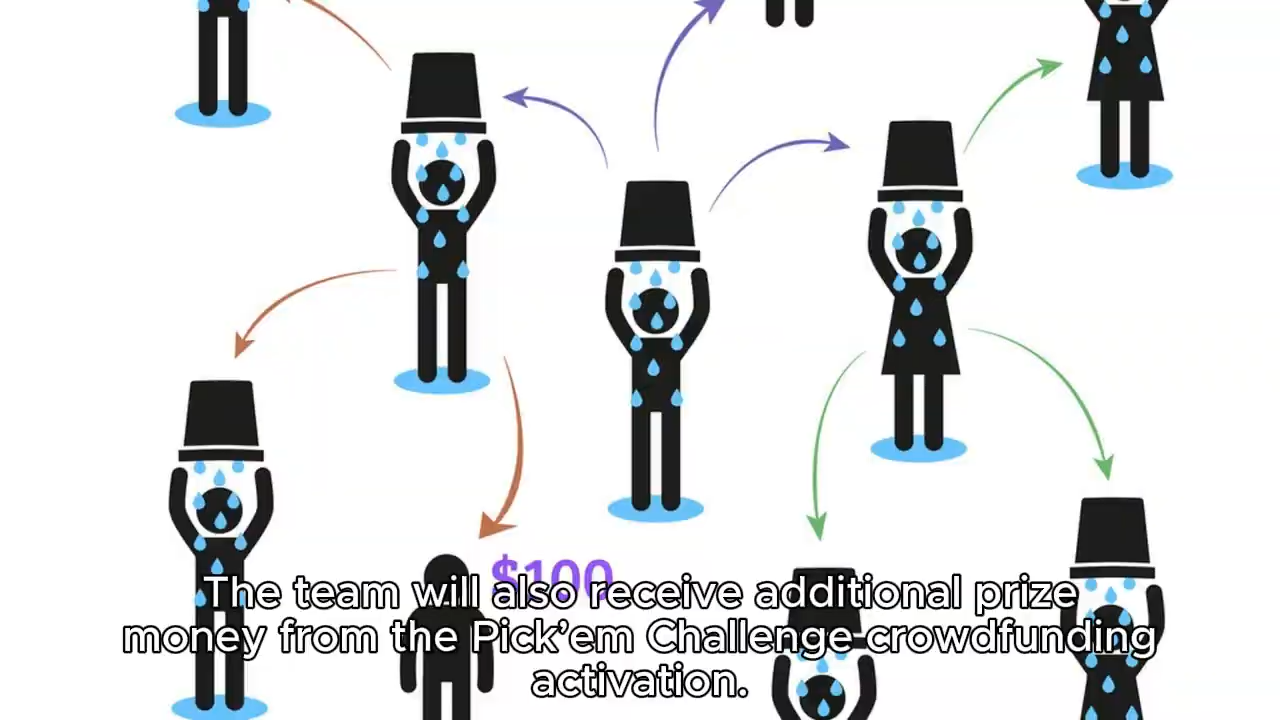 $100
The team will also receive additional prize
money from the Pick'em Challenge crowdfunding
activation.